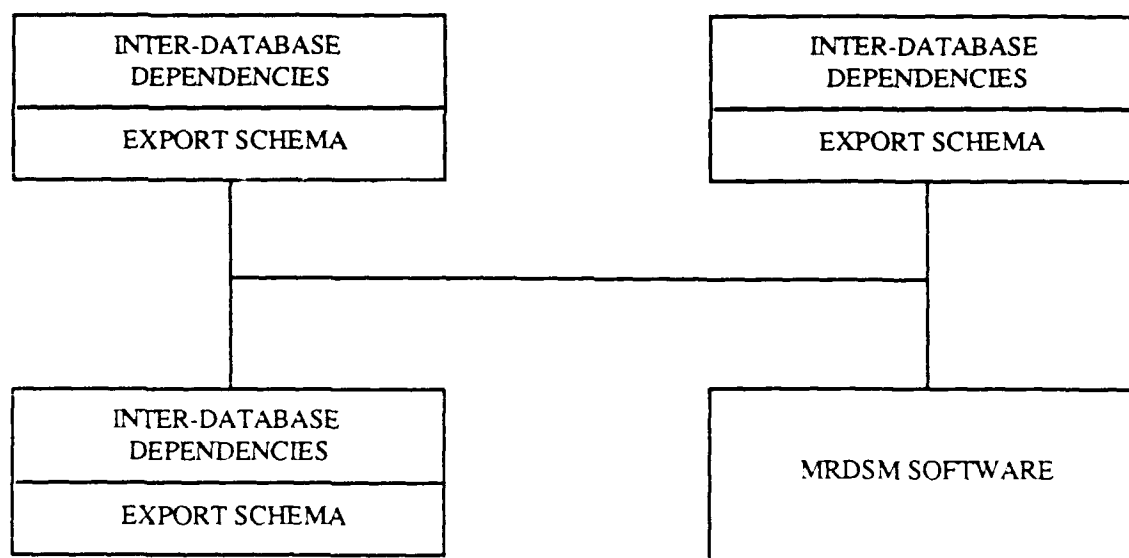 INTER-DATABASE
DEPENDENCIES
EXPORT SCHEMA
INTER-DATABASE
DEPENDENCIES
EXPORT SCHEMA
INTER-DATABASE
DEPENDENCIES
EXPORT SCHEMA
MRDSM SOFTWARE